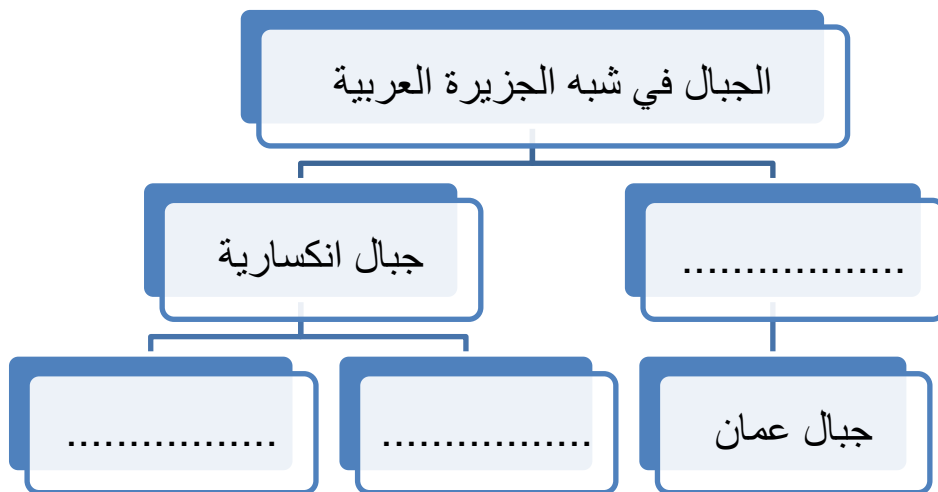 الجبال في شبه الجزيرة العربية
..................
جبال انكسارية
جبال عمان
.................
.................